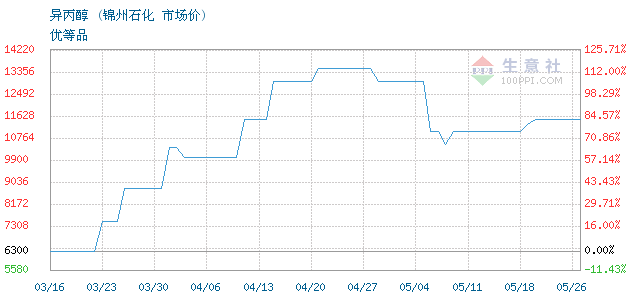 异丙醇 (锦州石化 市场价)
优等品
生意社
100PPI.COM
14220 125.71%
13356 112.00%
12492 98.29%
11628 84.57%
10764 70.86%
9900 57.14%
9036 43.43%
8172 29.71%
7308 16.00%
6300 0.00%
5580 -11.43%
03/16 03/23 03/30 04/06 04/13 04/20 04/27 05/04 05/11 05/18 05/26